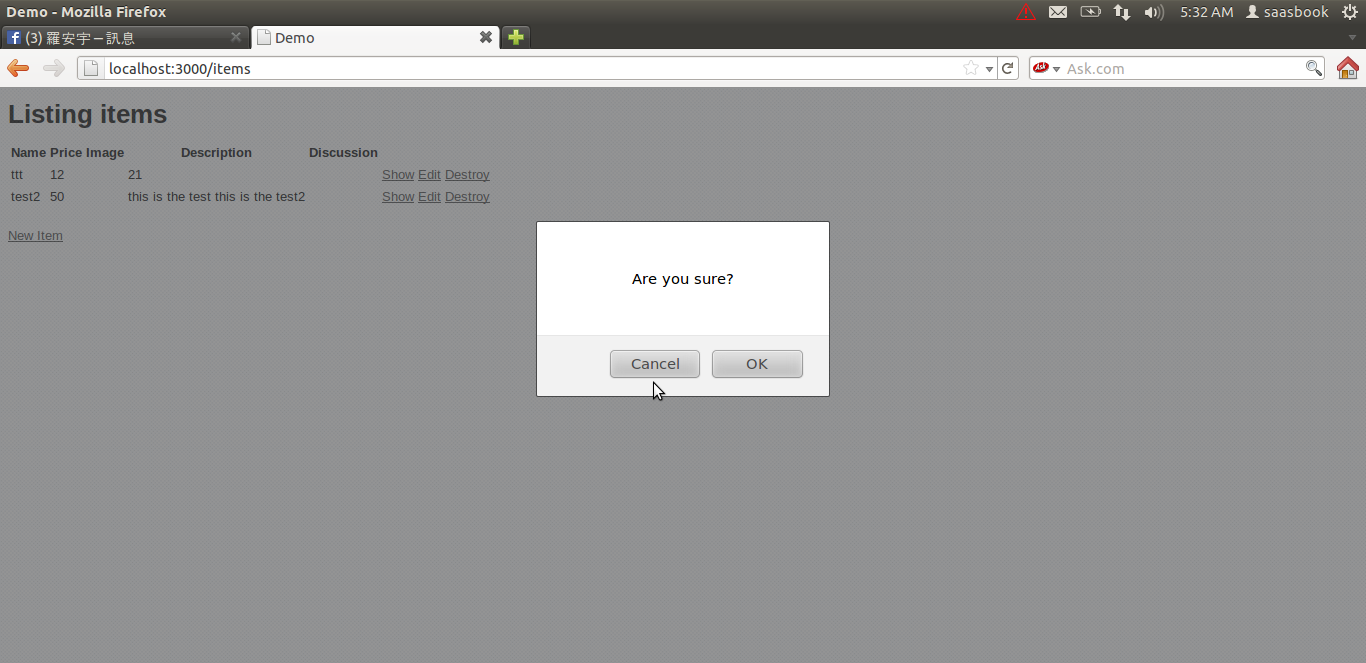 Demo - Mozilla Firefox
5:32 AM saasbook
(3) 羅安宇 – 訊息
Demo
localhost:3000/items
Ask Ask.com
Listing items
Name Price Image Description Discussion
ttt 12 21 Show Edit Destroy
test2 50 this is the test this is the test2 Show Edit Destroy
New Item
Are you sure?
Cancel OK